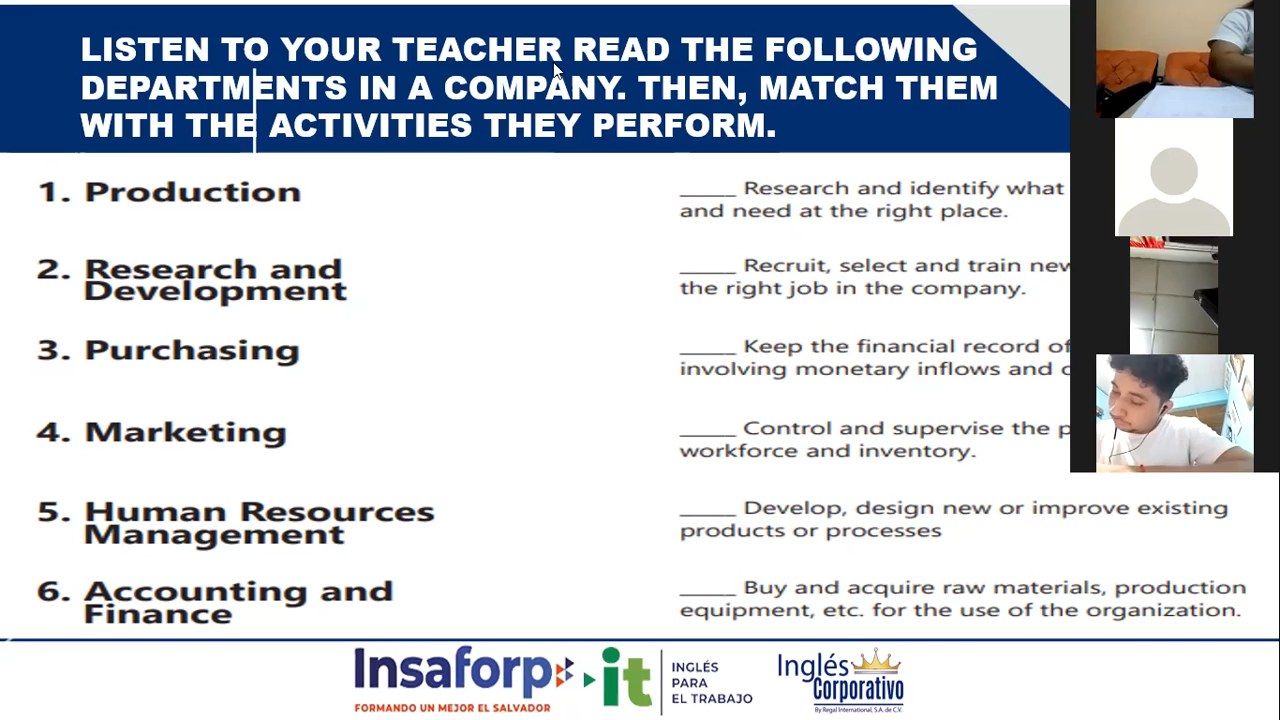 LISTEN TO YOUR TEACHER READ THE FOLLOWING
DEPARTMENTS IN A COMPANY. THEN, MATCH THEM
WITH THE ACTIVITIES THEY PERFORM.
1. Production
2. Research and
Development
3. Purchasing
4. Marketing
5. Human Resources
Management
6. Accounting and
Finance
_____ Research and identify what
and need at the right place.
_____ Recruit, select and train new
the right job in the company.
_____ Keep the financial record of
involving monetary inflows and
_____ Control and supervise the
workforce and inventory.
_____ Develop, design new or improve existing
products or processes
_____ Buy and acquire raw materials, production
equipment, etc. for the use of the organization.
Insaforp
FORMANDO UN MEJOR EL SALVADOR
it
INGLÉS
PARA
EL TRABAJO
Inglés
Corporativo
By Regal International, S.A. de C.V.